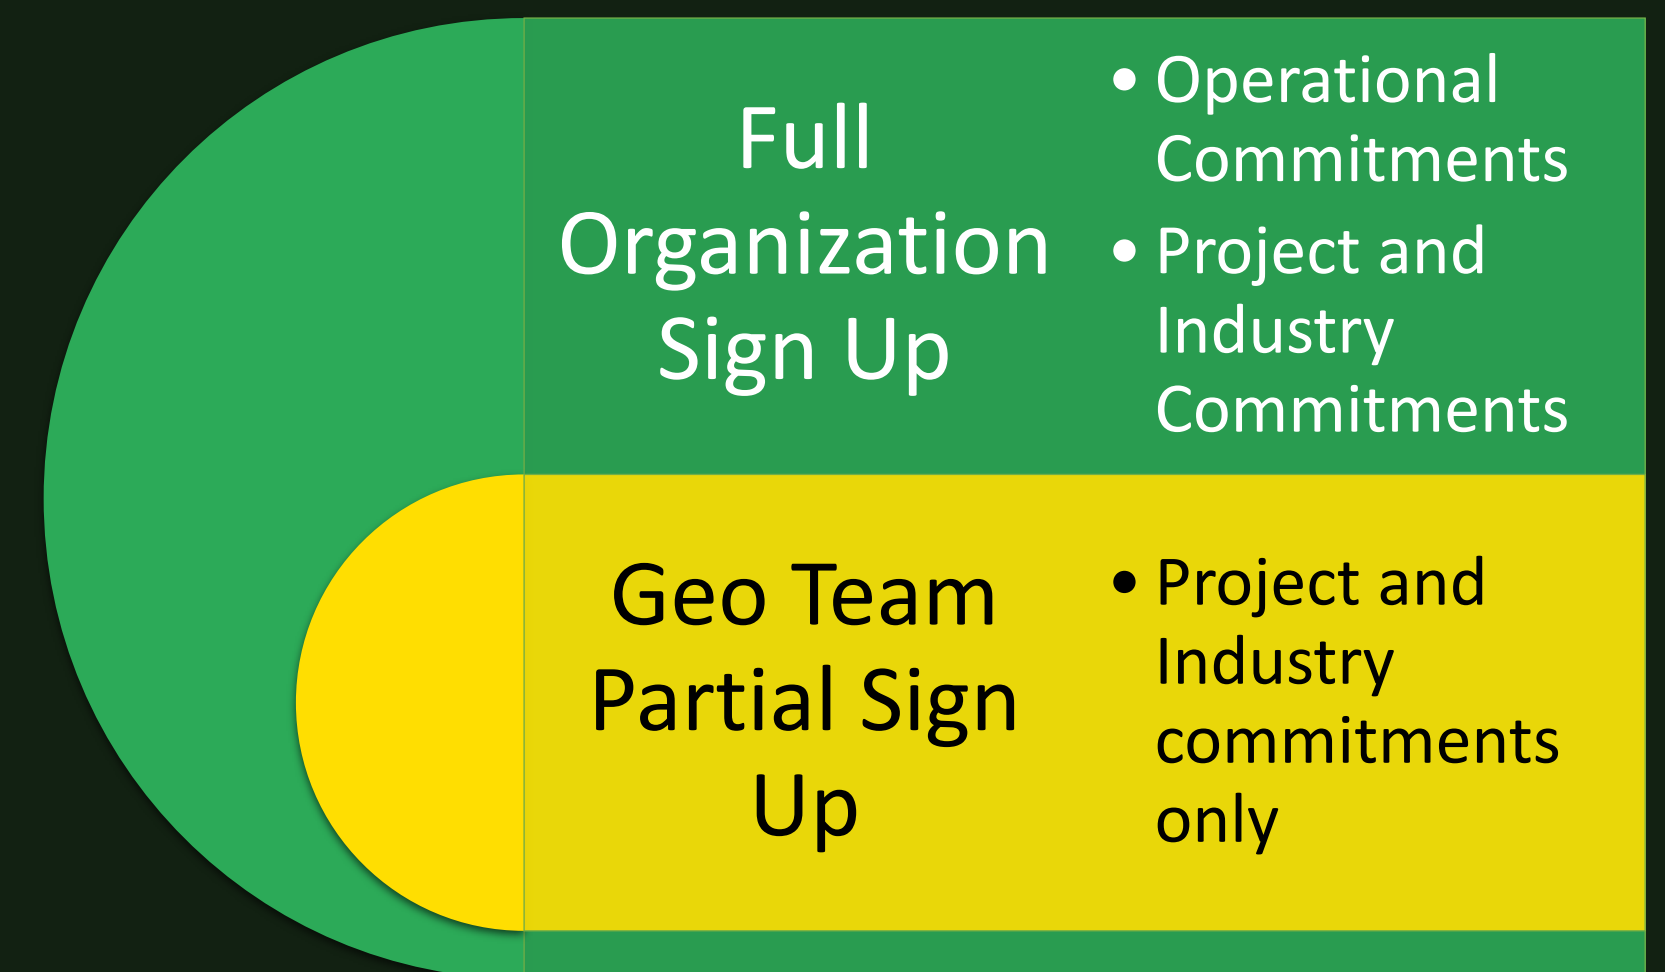 Full
Organization
Sign Up
• Operational
Commitments
• Project and
Industry
Commitments
Geo Team
Partial Sign
Up
• Project and
Industry
commitments
only